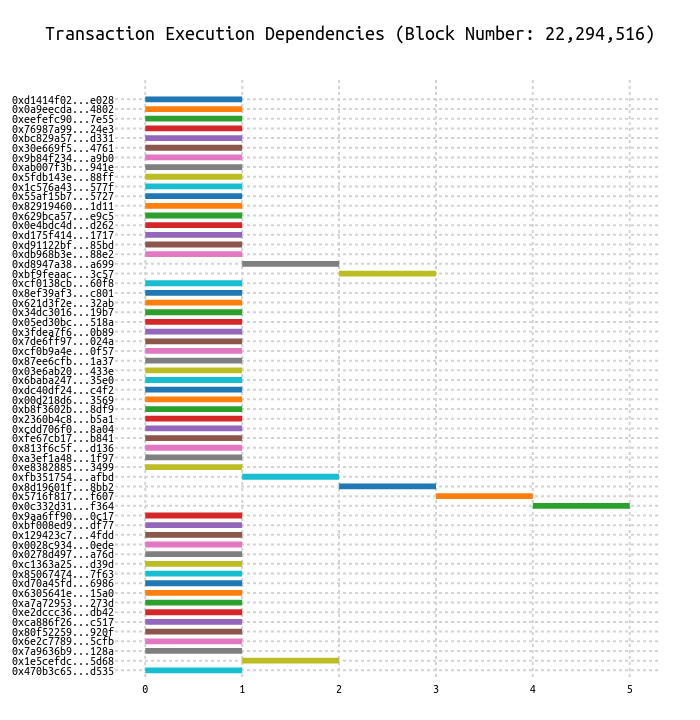 Transaction Execution Dependencies (Block Number: 22,294,516)
0xd1414f02...e028
0x0a9eecda...4802
0xeefefc90...7e55
0x76987a99...24e3
0xbc829a57...d331
0x30e669f5...4761
0x9b84f234...a9b0
0xab007f3b...941e
0x5fdb143e...88ff
0x1c576a43...577f
0x55af15b7...5727
0x82919460...1d11
0x629bca57...e9c5
0x0e4bdc4d...d262
0xd175f414...1717
0xd91122bf...85bd
0xdb968b3e...88e2
0xd8947a38...a699
0xbf9feaac...3c57
0xcf0138cb...60f8
0x8ef39af3...c801
0x621d3f2e...32ab
0x34dc3016...19b7
0x05ed30bc...518a
0x3fdea7f6...0b89
0x7de6ff97...024a
0xcf0b9a4e...0f57
0x87ee6cfb...1a37
0x03e6ab20...433e
0x6baba247...35e0
0xdc40df24...c4f2
0x00d218d6...3569
0xb8f3602b...8df9
0x2360b4c8...b5a1
0xcdd706f0...8a04
0xfe67cb17...b841
0x813f6c5f...d136
0xa3ef1a48...1f97
0xe8382885...3499
0xfb351754...afbd
0x8d19601f...8bb2
0x5716f817...f607
0x0c332d31...f364
0x9aa6ff90...0c17
0xbf008ed9...df77
0x129423c7...4fdd
0x0028c934...0ede
0x0278d497...a76d
0xc1363a25...d39d
0x85067474...7f63
0xd70a45fd...6986
0x6305641e...15a0
0xa7a72953...273d
0xe2dccc36...db42
0xca886f26...c517
0x80f52259...920f
0x6e2c7789...5cfb
0x7a9636b9...128a
0x1e5cefdc...5d68
0x470b3c65...d535
0 1 2 3 4 5